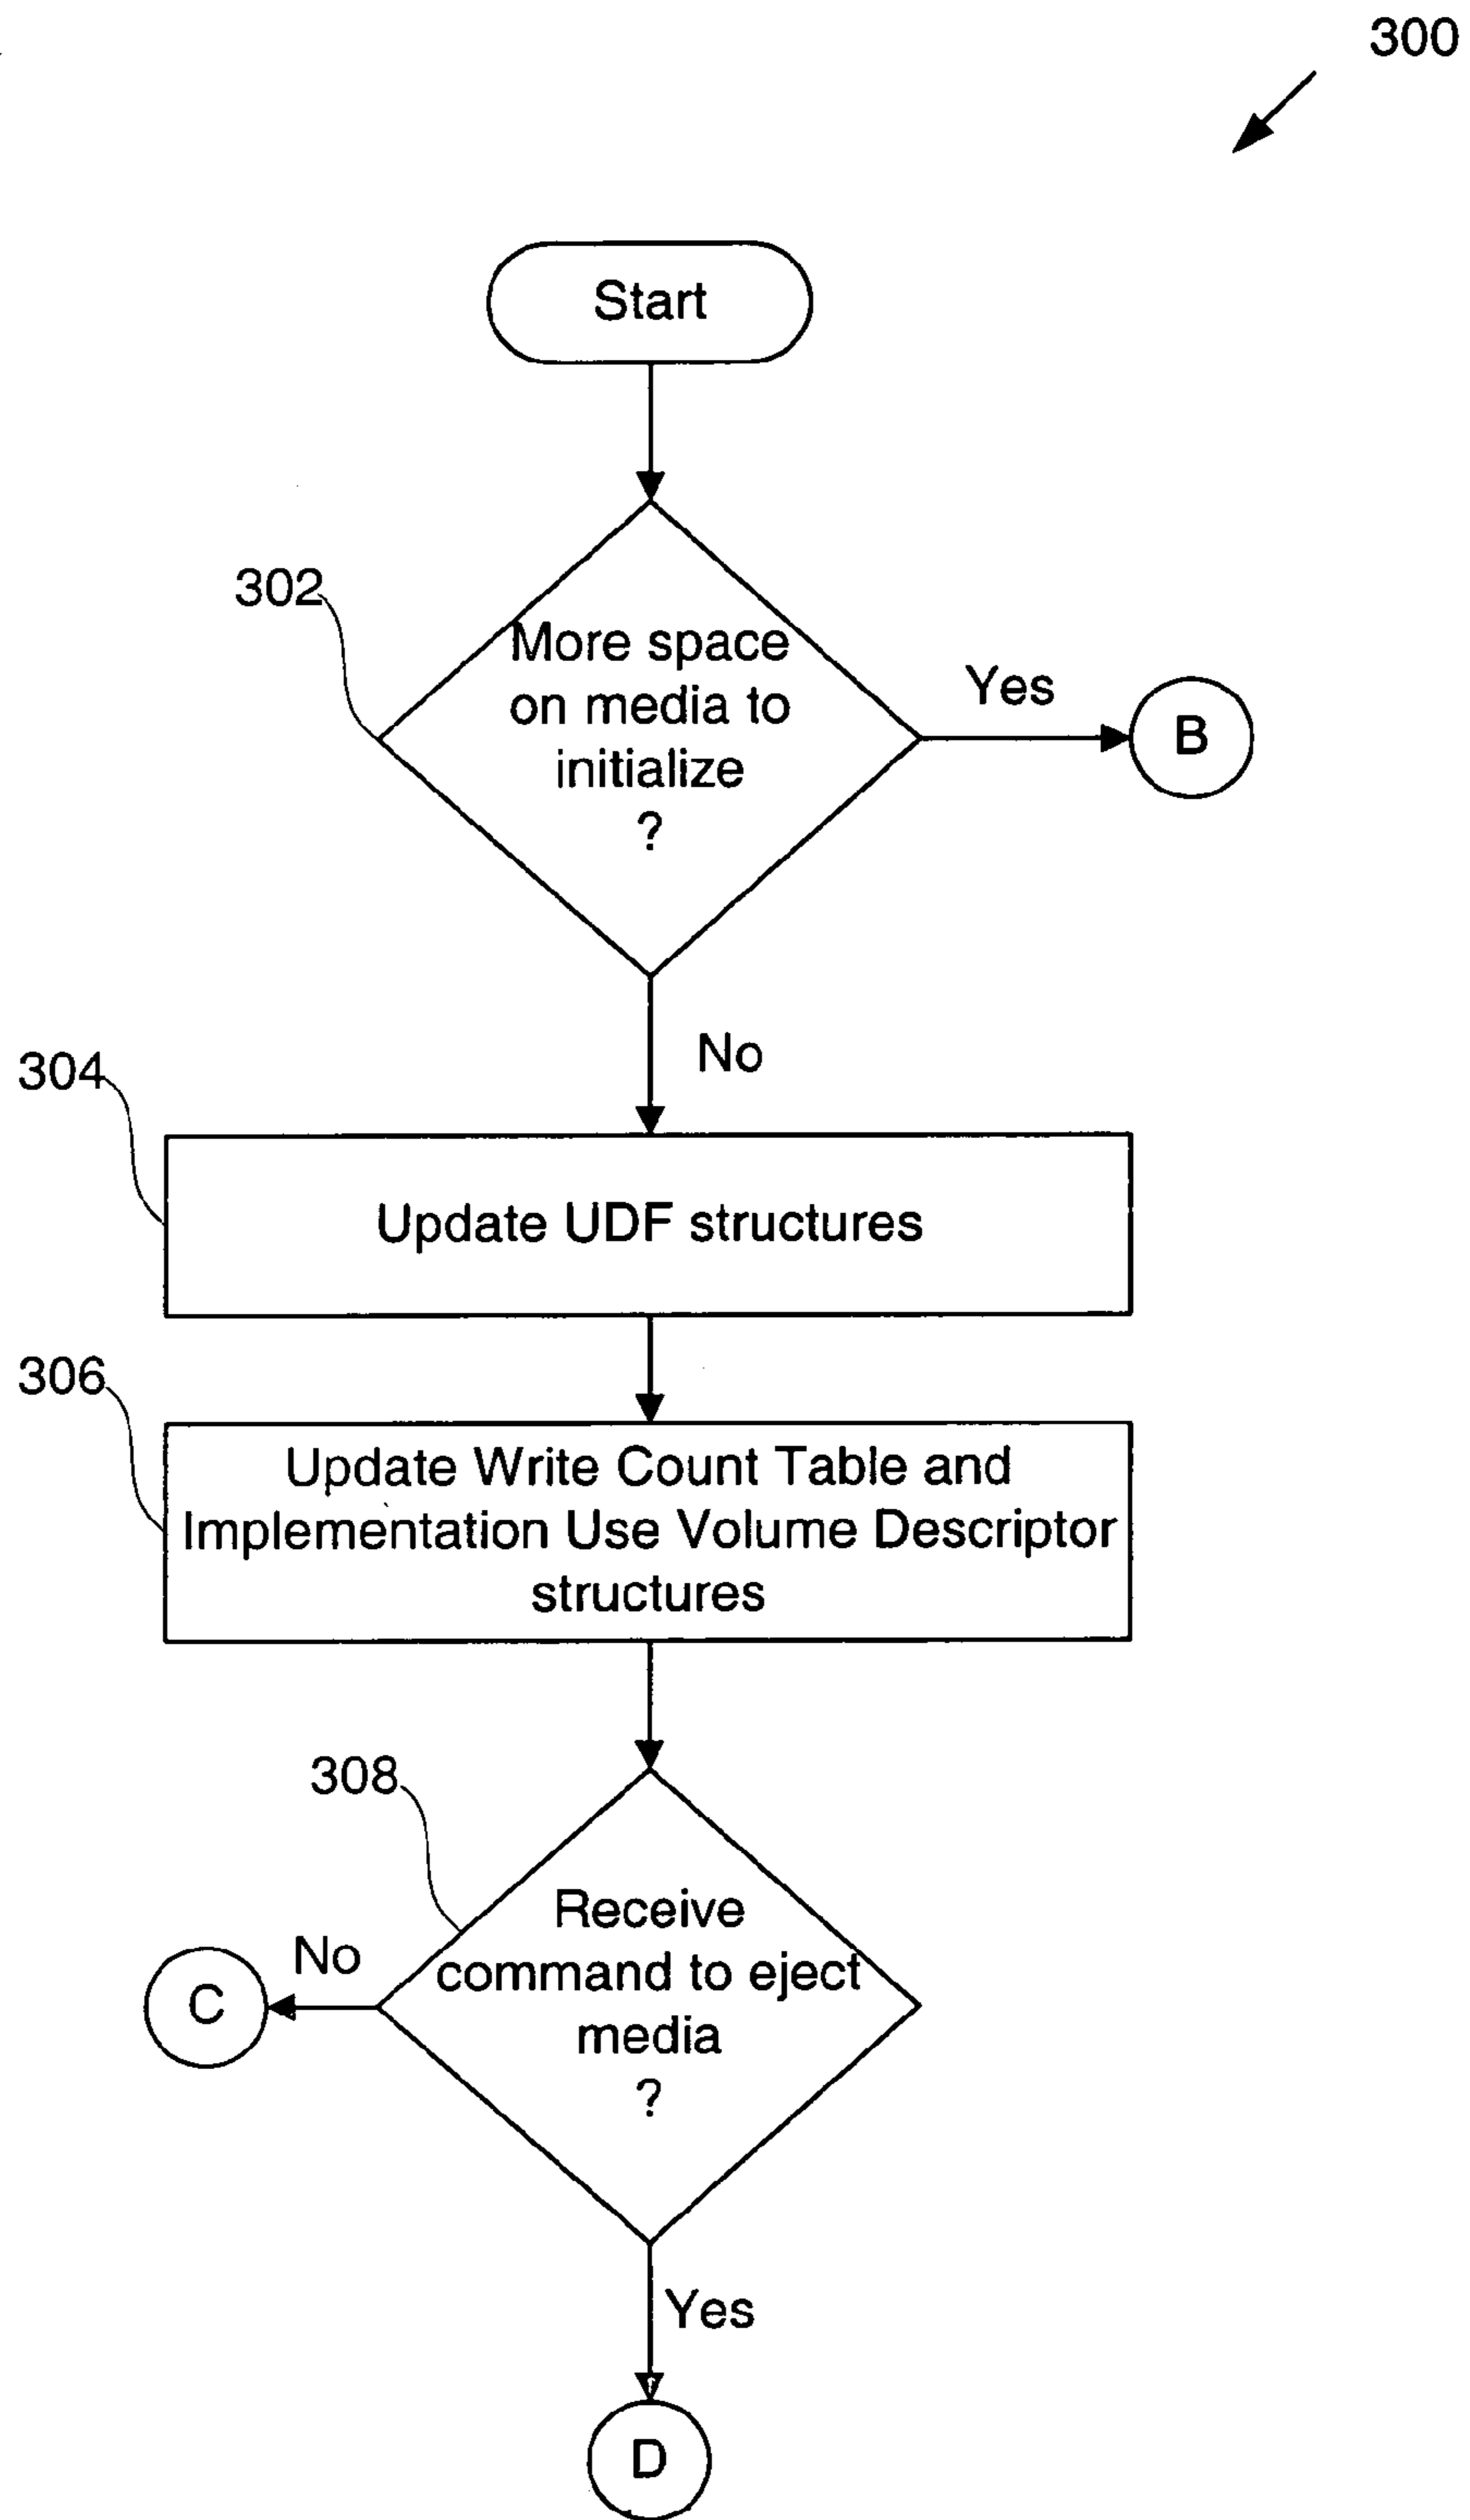 300
Start
302
More space
on media to
initialize
?
Yes
B
No
304
Update UDF structures
306
Update Write Count Table and
Implementation Use Volume Descriptor
structures
308
Receive
command to eject
media
?
No
C
Yes
D